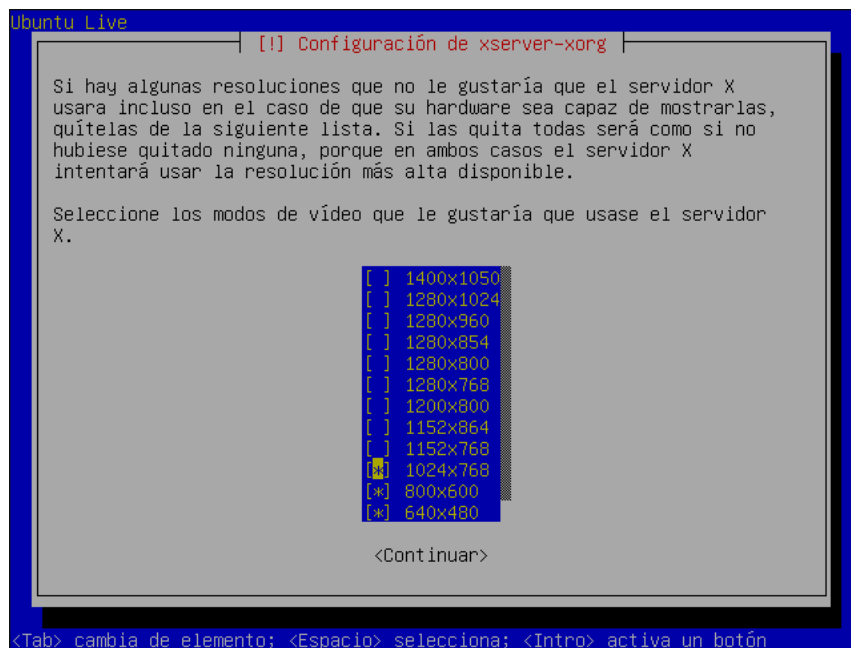 Ubuntu Live
[!] Configuración de xserver-xorg
Si hay algunas resoluciones que no le gustaría que el servidor X
usara incluso en el caso de que su hardware sea capaz de mostrarlas,
quítelas de la siguiente lista. Si las quita todas será como si no
hubiese quitado ninguna, porque en ambos casos el servidor X
intentará usar la resolución más alta disponible.
Seleccione los modos de vídeo que le gustaría que usase el servidor
X.
[ ] 1400x1050
[ ] 1280x1024
[ ] 1280x960
[ ] 1280x854
[ ] 1280x800
[ ] 1280x768
[ ] 1200x800
[ ] 1152x864
[ ] 1152x768
[*] 1024x768
[*] 800x600
[*] 640x480
<Continuar>
<Tab> cambia de elemento; <Espacio> selecciona; <Intro> activa un botón